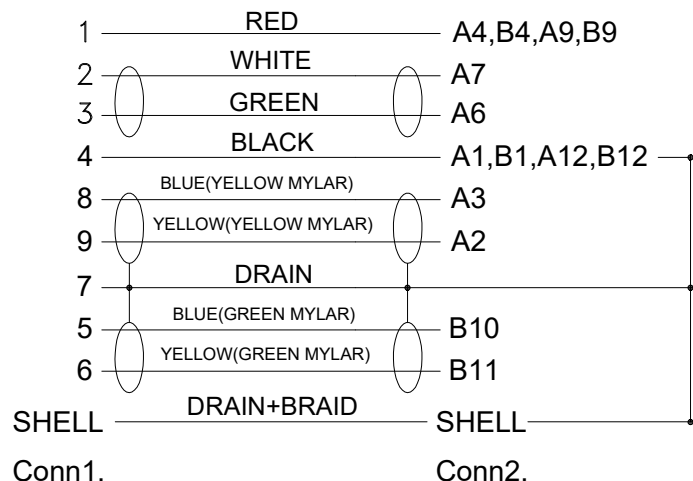 1 RED A4,B4,A9,B9
2 WHITE A7
3 GREEN A6
4 BLACK A1,B1,A12,B12
8 BLUE(YELLOW MYLAR) A3
9 YELLOW(YELLOW MYLAR) A2
7 DRAIN
5 BLUE(GREEN MYLAR) B10
6 YELLOW(GREEN MYLAR) B11
SHELL DRAIN+BRAID SHELL
Conn1. Conn2.